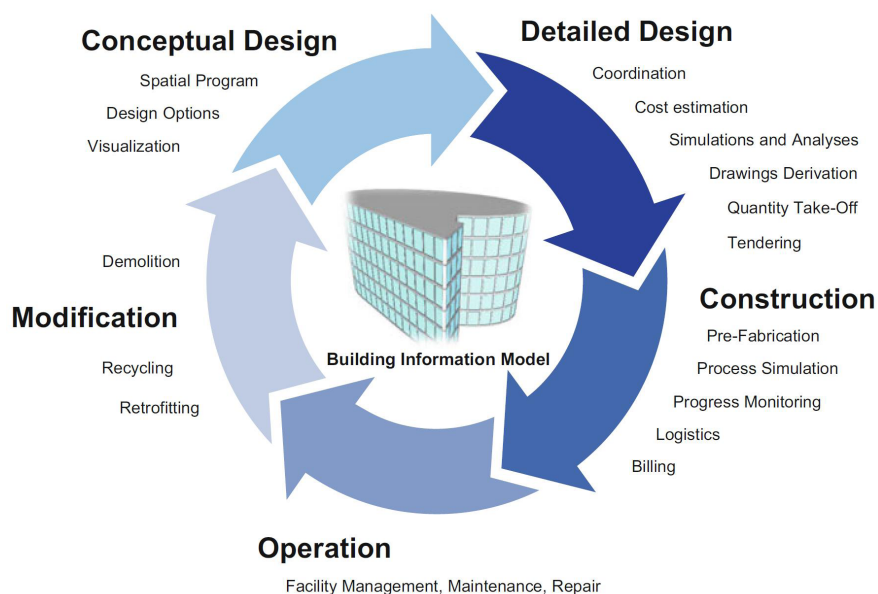 Conceptual Design
Spatial Program
Design Options
Visualization
Detailed Design
Coordination
Cost estimation
Simulations and Analyses
Drawings Derivation
Quantity Take-Off
Tendering
Construction
Pre-Fabrication
Process Simulation
Progress Monitoring
Logistics
Billing
Building Information Model
Demolition
Modification
Recycling
Retrofitting
Operation
Facility Management, Maintenance, Repair